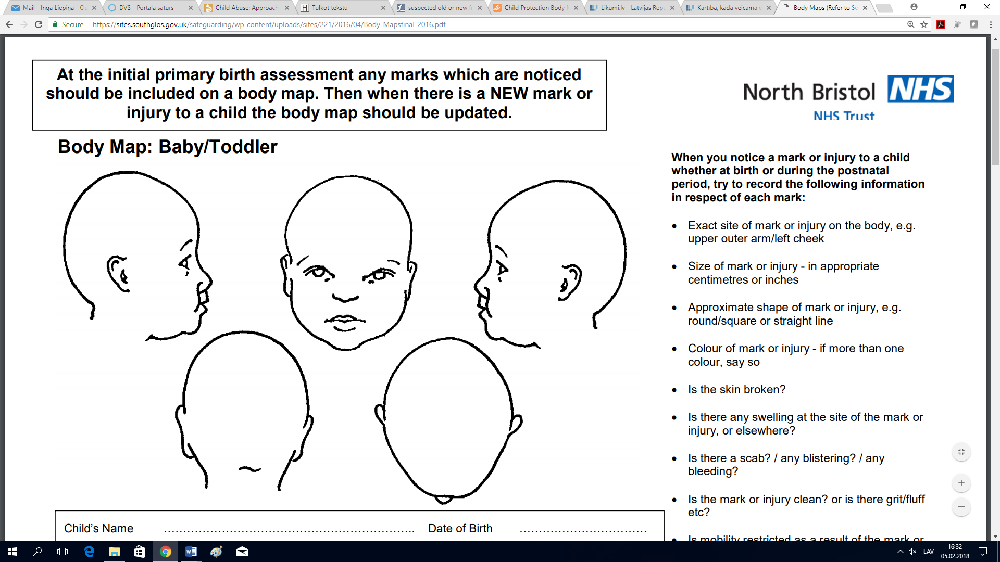 Mail - Inga Liepiņa - Ou
DVS - Portāla saturs
Child Abuse: Approach
Tulkot tekstu
suspected old or new f
Child Protection Body M
Likumi.lv - Latvijas Repu
Kārtība, kādā veicama
Body Maps (Refer to Se
Secure
https://sites.southglos.gov.uk/safeguarding/wp-content/uploads/sites/221/2016/04/Body_Mapsfinal-2016.pdf
At the initial primary birth assessment any marks which are noticed
should be included on a body map. Then when there is a NEW mark or
injury to a child the body map should be updated.
North Bristol NHS
NHS Trust
Body Map: Baby/Toddler
When you notice a mark or injury to a child
whether at birth or during the postnatal
period, try to record the following information
in respect of each mark:
• Exact site of mark or injury on the body, e.g.
upper outer arm/left cheek
• Size of mark or injury - in appropriate
centimetres or inches
• Approximate shape of mark or injury, e.g.
round/square or straight line
• Colour of mark or injury - if more than one
colour, say so
• Is the skin broken?
• Is there any swelling at the site of the mark or
injury, or elsewhere?
• Is there a scab? / any blistering? / any
bleeding?
• Is the mark or injury clean? or is there grit/fluff
etc?
• Is mobility restricted as a result of the mark or
Child's Name ……………………………………………………….. Date of Birth ……………………………
LAV
16:32
05.02.2018